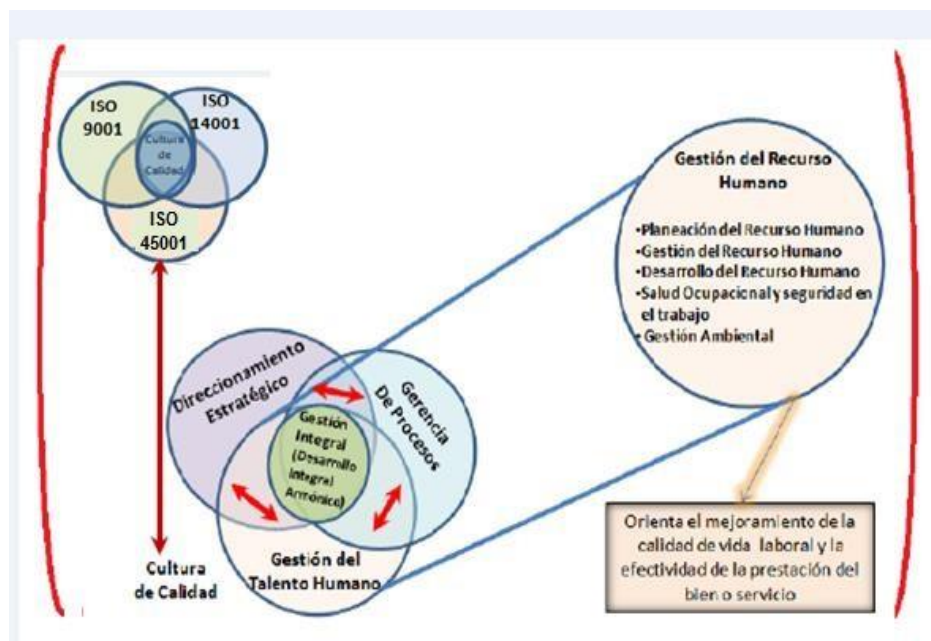 ISO
9001
ISO
14001
Cultura
de
Calidad
ISO
45001
Gestión del Recurso
Humano
•Planeación del Recurso Humano
•Gestión del Recurso Humano
•Desarrollo del Recurso Humano
•Salud Ocupacional y seguridad en
el trabajo
•Gestión Ambiental
Direccionamiento
Estratégico
Gerencia
De Procesos
Gestión
Integral
(Desarrollo
Integral
Armónico)
Gestión del
Talento Humano
Cultura
de Calidad
Orienta el mejoramiento de la
calidad de vida laboral y la
efectividad de la prestación del
bien o servicio